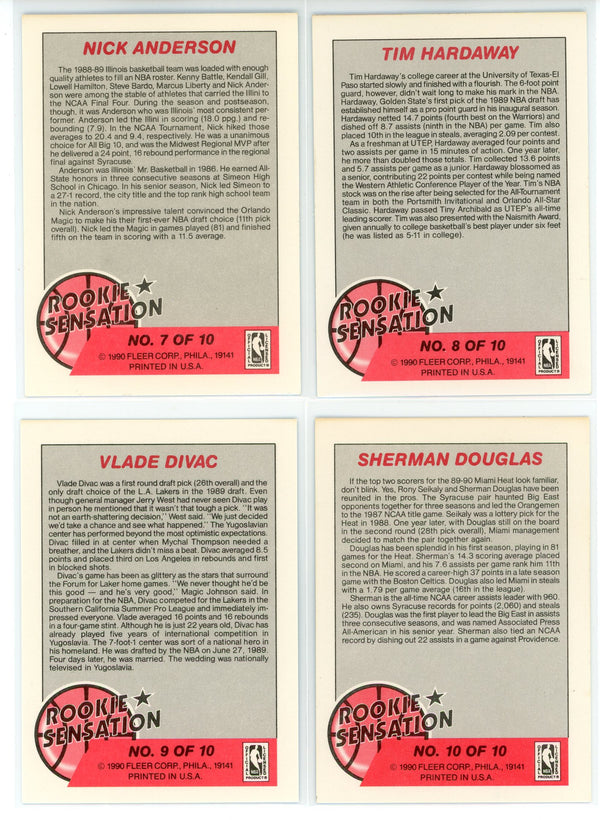 NICK ANDERSON
The 1988-89 Illinois basketball team was loaded with enough
quality athletes to fill an NBA roster. Kenny Battle, Kendall Gill,
Lowell Hamilton, Steve Bardo, Marcus Liberty and Nick Ander-
son were among the stable of athletes that carried the Illini to
the NCAA Final Four. During the season and postseason,
though, it was Anderson who was Illinois' most consistent per-
former. Anderson led the Illini in scoring (18.0 ppg.) and re-
bounding (7.9). In the NCAA Tournament, Nick hiked those
averages to 20.4 and 9.4, respectively. He was a unanimous
choice for All Big 10, and was the Midwest Regional MVP after
he delivered a 24 point, 16 rebound performance in the regional
final against Syracuse.
Anderson was Illinois' Mr. Basketball in 1986. He earned All-
State honors in three consecutive seasons at Simeon High
School in Chicago. In his senior season, Nick led Simeon to
a 27-1 record, the city title and the top rank high school team
in the nation.
Nick Anderson's impressive talent convinced the Orlando
Magic to make his their first-ever NBA draft choice (11th pick
overall). Nick led the Magic in games played (81) and finished
fifth on the team in scoring with a 11.5 average.
ROOKIE
SENSATION
NO. 7 OF 10
© 1990 FLEER CORP., PHILA., 19141
PRINTED IN U.S.A.
OFFICIAL
NBA
LICENSED
PRODUCT
TIM HARDAWAY
Tim Hardaway's college career at the University of Texas-El
Paso started slowly and finished with a flourish. The 6-foot point
guard, however, didn't wait long to make his mark in the NBA.
Hardaway, Golden State's first pick of the 1989 NBA draft has
established himself as a pro point guard in his inaugural season.
Hardaway netted 14.7 points (fourth best on the Warriors) and
dished off 8.7 assists (ninth in the NBA) per game. Tim also
placed 10th in the league in steals, averaging 2.09 per contest.
As a freshman at UTEP, Hardaway averaged four points and
two assists per game in 15 minutes of action. One year later,
he more than doubled those totals. Tim collected 13.6 points
and 5.7 assists per game as a junior. Hardaway blossomed as
a senior, contributing 22 points per contest while being named
the Western Athletic Conference Player of the Year. Tim's NBA
stock was on the rise after being selected for the All-Tournament
team in both the Portsmith Invitational and Orlando All-Star
Classic. Hardaway passed Tiny Archibald as UTEP's all-time
leading scorer. Tim was also presented with the Naismith Award,
given annually to college basketball's best player under six feet
(he was listed as 5-11 in college).
ROOKIE
SENSATION
NO. 8 OF 10
© 1990 FLEER CORP., PHILA., 19141
PRINTED IN U.S.A.
OFFICIAL
NBA
LICENSED
PRODUCT
VLADE DIVAC
Vlade Divac was a first round draft pick (26th overall) and the
only draft choice of the L.A. Lakers in the 1989 draft. Even
though general manager Jerry West had never seen Divac play
in person he mentioned that it wasn't that tough a pick. "It was
not an earth-shattering decision," West said. "We just decided
we'd take a chance and see what happened." The Yugoslavian
center has performed beyond the most optimistic expectations.
Divac filled in at center when Mychal Thompson needed a
breather, and the Lakers didn't miss a beat. Divac averaged 8.5
points and placed third on Los Angeles in rebounds and first
in blocked shots.
Divac's game has been as glittery as the stars that surround
the Forum for Laker home games. "We never thought he'd be
this good — and he's very good," Magic Johnson said. In
preparation for the NBA, Divac competed for the Lakers in the
Southern California Summer Pro League and immediately im-
pressed everyone. Vlade averaged 16 points and 16 rebounds
in a four-game stint. Although he is just 22 years old, Divac has
already played five years of international competition in
Yugoslavia. The 7-foot-1 center was sort of a national hero in
his homeland. He was drafted by the NBA on June 27, 1989.
Four days later, he was married. The wedding was nationally
televised in Yugoslavia.
ROOKIE
SENSATION
NO. 9 OF 10
© 1990 FLEER CORP., PHILA., 19141
PRINTED IN U.S.A.
OFFICIAL
NBA
LICENSED
PRODUCT
SHERMAN DOUGLAS
If the top two scorers for the 89-90 Miami Heat look familiar,
don't blink. Yes, Rony Seikaly and Sherman Douglas have been
reunited in the pros. The Syracuse pair haunted Big East
opponents together for three seasons and led the Orangemen
to the 1987 NCAA title game. Seikaly was a lottery pick for the
Heat in 1988. One year later, with Douglas still on the board
in the second round (28th pick overall), Miami management
decided to match the pair together again.
Douglas has been splendid in his first season, playing in 81
games for the Heat. Sherman's 14.3 scoring average placed
second on Miami, and his 7.6 assists per game rank him 11th
in the NBA. He scored a career-high 37 points in a late season
game with the Boston Celtics. Douglas also led Miami in steals
with a 1.79 per game average (16th in the league).
Sherman is the all-time NCAA career assists leader with 960.
He also owns Syracuse records for points (2,060) and steals
(235). Douglas was the first player to lead the Big East in assists
three consecutive seasons, and was named Associated Press
All-American in his senior year. Sherman also tied an NCAA
record by dishing out 22 assists in a game against Providence.
ROOKIE
SENSATION
NO. 10 OF 10
© 1990 FLEER CORP., PHILA., 19141
PRINTED IN U.S.A.
OFFICIAL
NBA
LICENSED
PRODUCT